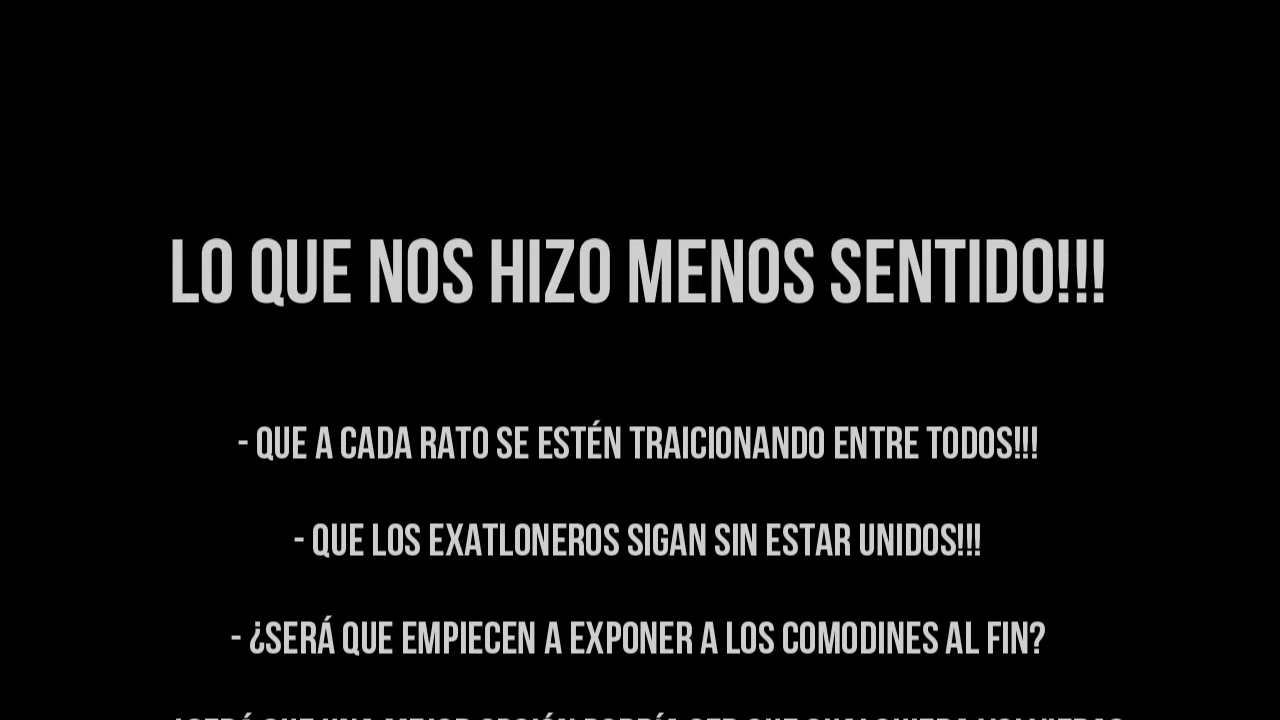 LO QUE NOS HIZO MENOS SENTIDO!!!
- QUE A CADA RATO SE ESTÉN TRAICIONANDO ENTRE TODOS!!!
- QUE LOS EXATLONEROS SIGAN SIN ESTAR UNIDOS!!!
- ¿SERÁ QUE EMPIECEN A EXPONER A LOS COMODINES AL FIN?